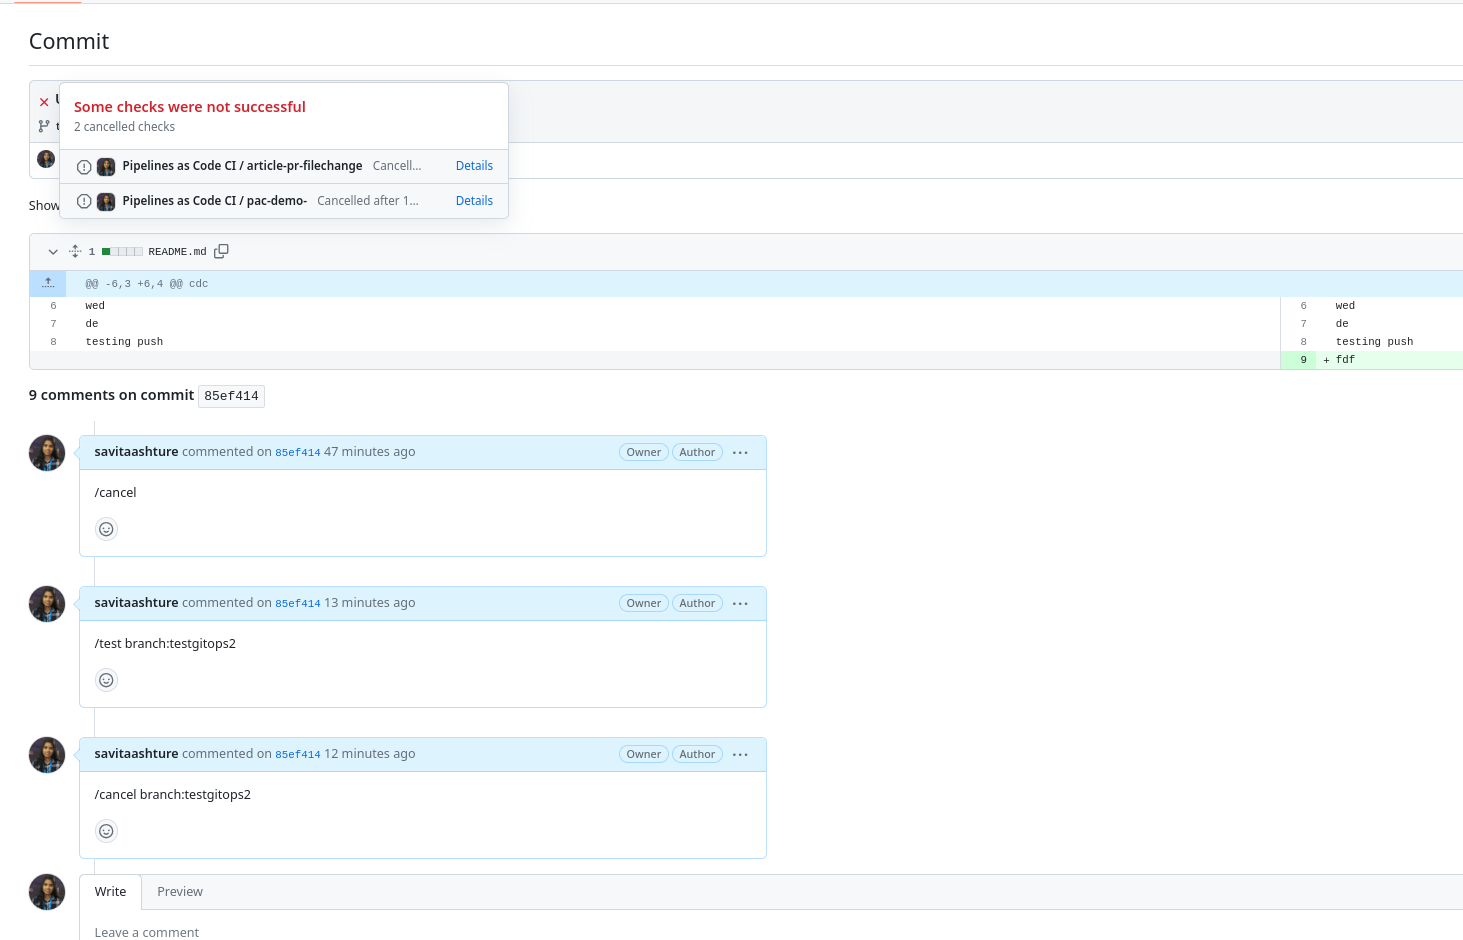 Commit
Some checks were not successful
2 cancelled checks
Pipelines as Code CI / article-pr-filechange Cancell... Details
Pipelines as Code CI / pac-demo- Cancelled after 1... Details
Show
1 README.md
@@ -6,3 +6,4 @@ cdc
6 wed 6 wed
7 de 7 de
8 testing push 8 testing push
9 + fdf
9 comments on commit 85ef414
savitaashture commented on 85ef414 47 minutes ago Owner Author ...
/cancel
savitaashture commented on 85ef414 13 minutes ago Owner Author ...
/test branch:testgitops2
savitaashture commented on 85ef414 12 minutes ago Owner Author ...
/cancel branch:testgitops2
Write Preview
Leave a comment